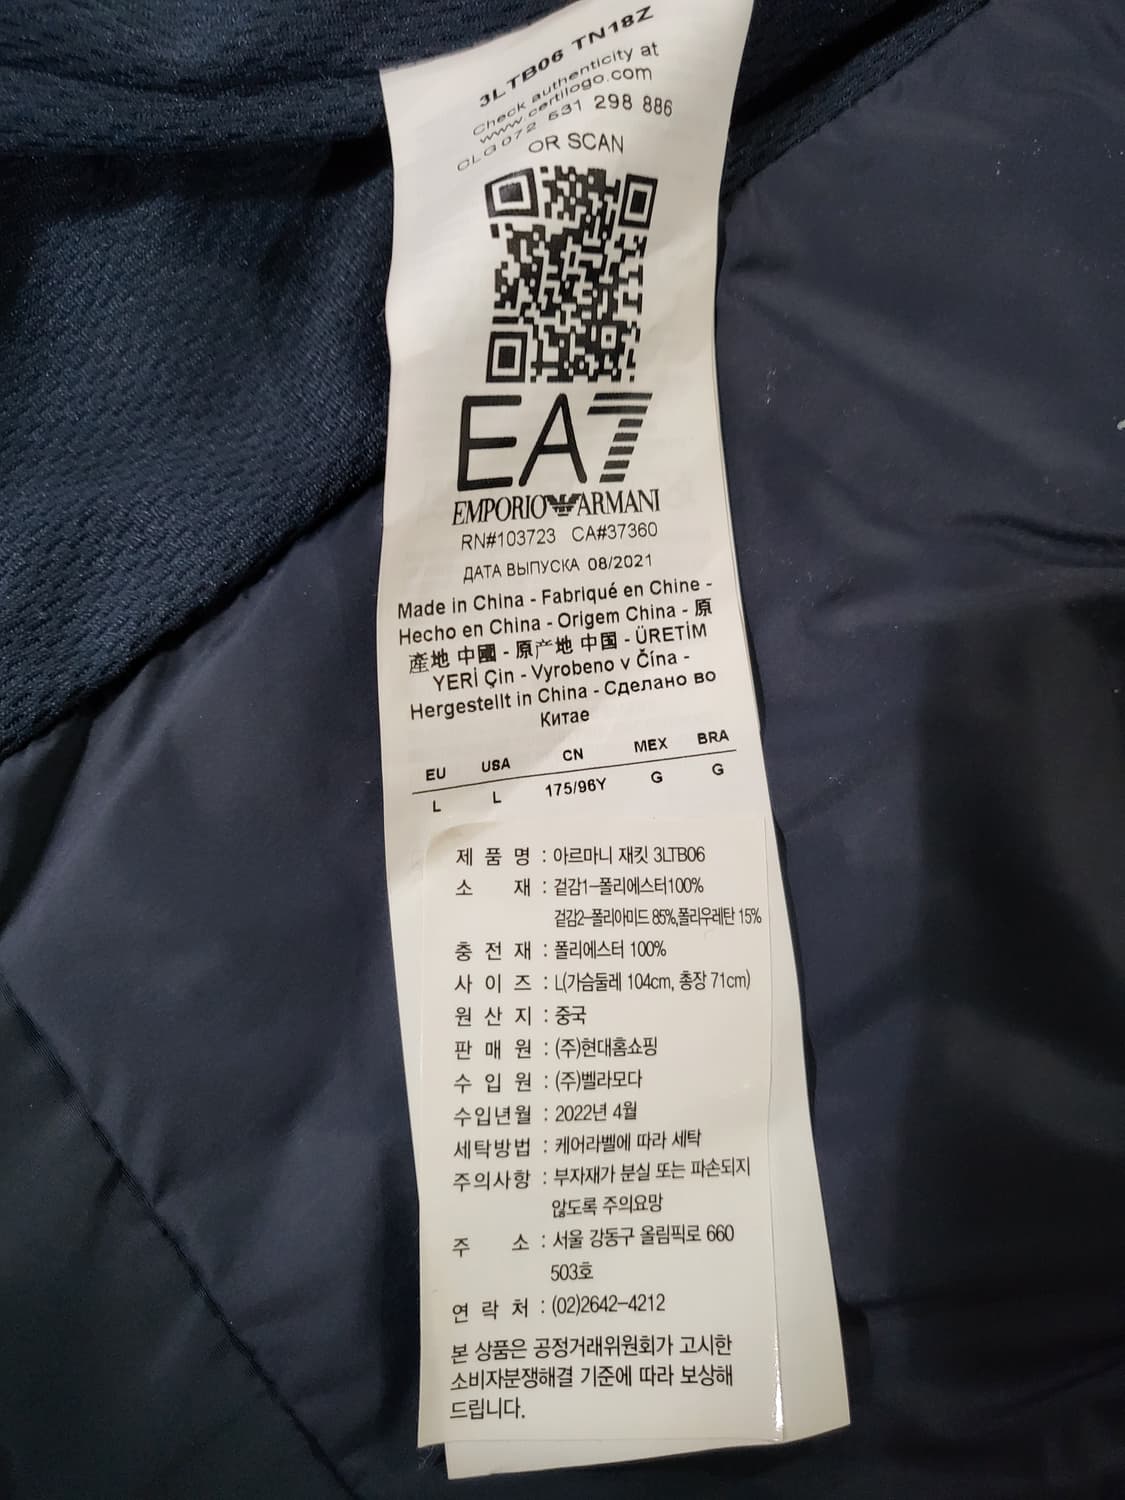 3LTB06 TN18Z
Check authenticity at
www.certilogo.com
CLG 072 531 298 886
OR SCAN
EA7
EMPORIO ARMANI
RN#103723 CA#37360
ДАТА ВЫПУСКА 08/2021
Made in China - Fabriqué en Chine -
Hecho en China - Origem China - 原
產地 中國 - 原产地 中国 - ÜRETİM
YERİ Çin - Vyrobeno v Čína -
Hergestellt in China - Сделано во
Китае
EU USA CN MEX BRA
L L 175/96Y G G
제 품 명 : 아르마니 재킷 3LTB06
소 재 : 겉감1-폴리에스터100%
겉감2-폴리아미드 85%,폴리우레탄 15%
충 전 재 : 폴리에스터 100%
사 이 즈 : L(가슴둘레 104cm, 총장 71cm)
원 산 지 : 중국
판 매 원 : (주)현대홈쇼핑
수 입 원 : (주)벨라모다
수입년월 : 2022년 4월
세탁방법 : 케어라벨에 따라 세탁
주의사항 : 부자재가 분실 또는 파손되지
않도록 주의요망
주 소 : 서울 강동구 올림픽로 660
503호
연 락 처 : (02)2642-4212
본 상품은 공정거래위원회가 고시한
소비자분쟁해결 기준에 따라 보상해
드립니다.